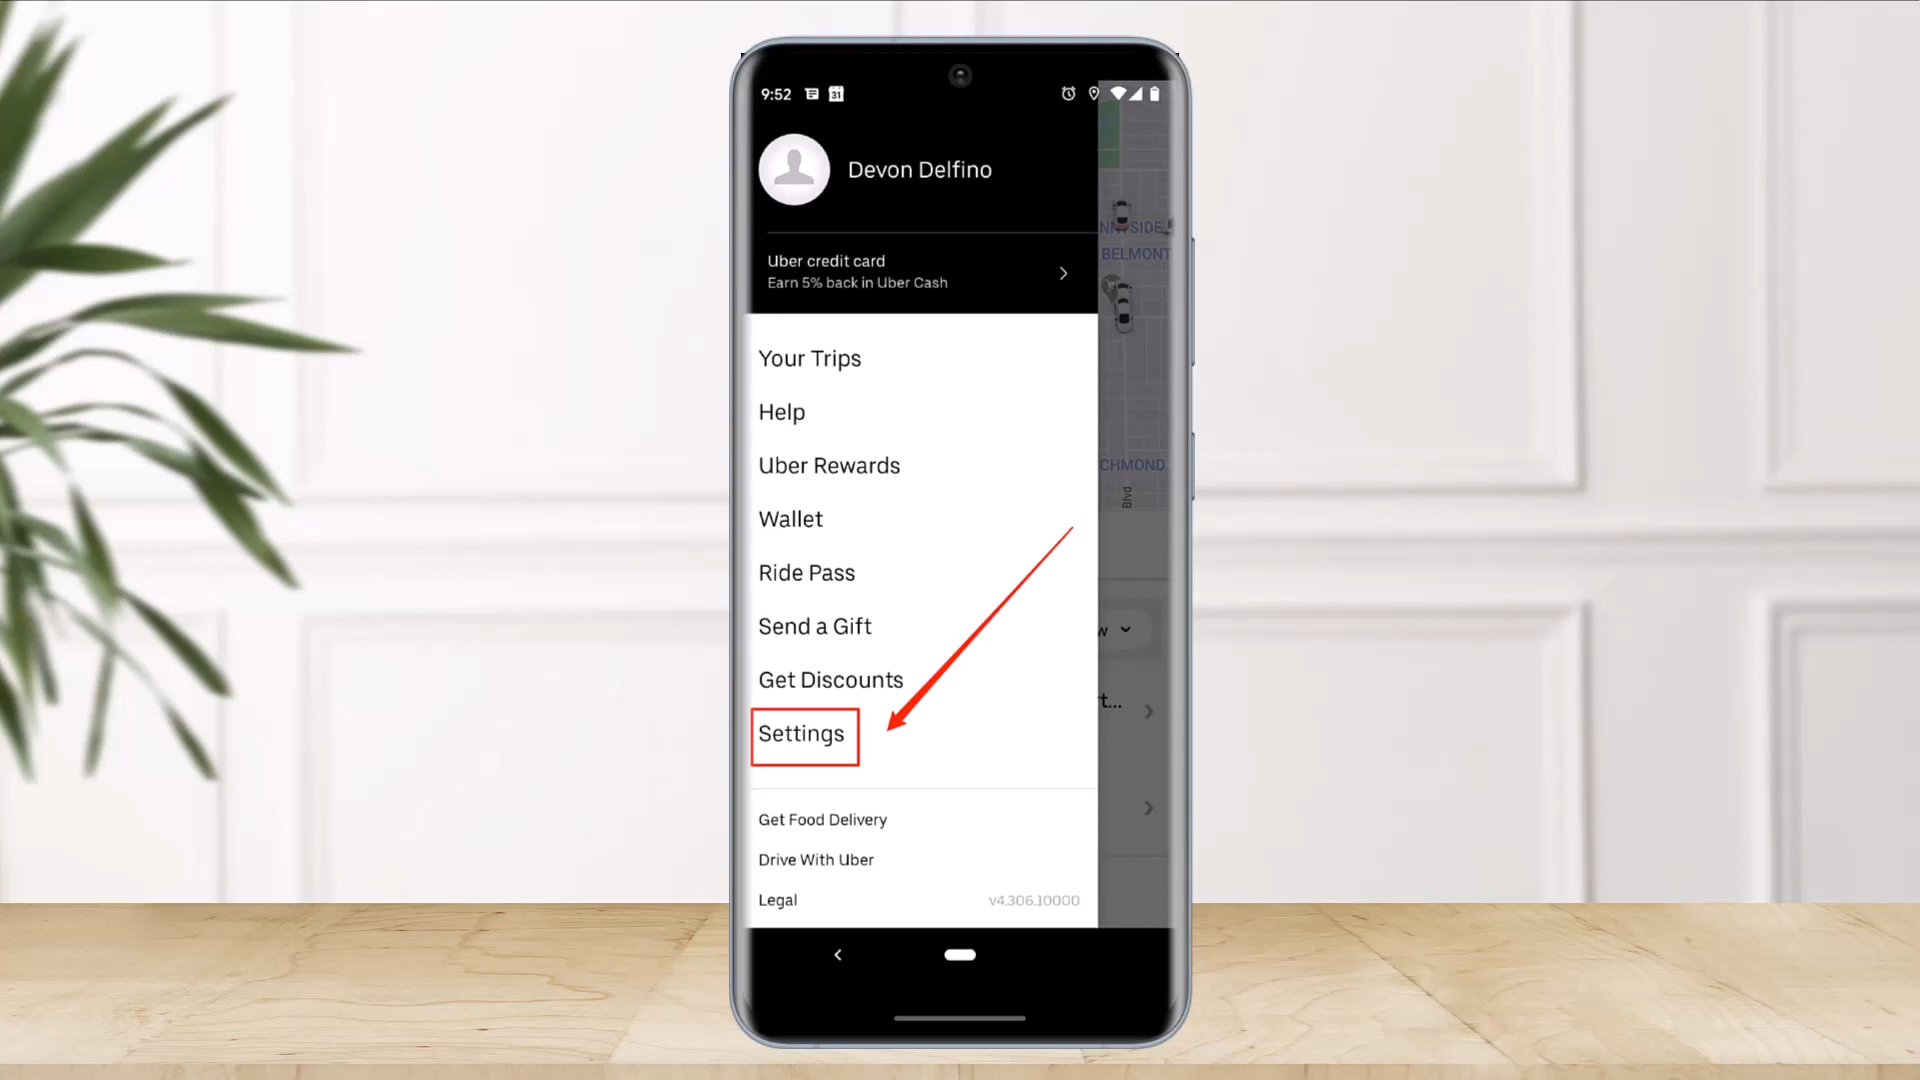 9:52
31
Devon Delfino
Uber credit card
Earn 5% back in Uber Cash
NNYSIDE
BELMONT
Your Trips
Help
Uber Rewards
CHMOND
Blvd
Wallet
Ride Pass
Send a Gift
w
Get Discounts
t...
Settings
Get Food Delivery
Drive With Uber
Legal
v4.306.10000